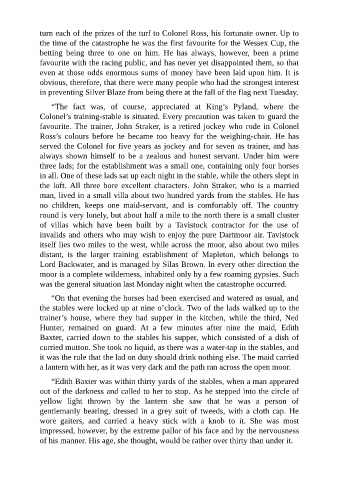 turn each of the prizes of the turf to Colonel Ross, his fortunate owner. Up to
the time of the catastrophe he was the first favourite for the Wessex Cup, the
betting being three to one on him. He has always, however, been a prime
favourite with the racing public, and has never yet disappointed them, so that
even at those odds enormous sums of money have been laid upon him. It is
obvious, therefore, that there were many people who had the strongest interest
in preventing Silver Blaze from being there at the fall of the flag next Tuesday.
“The fact was, of course, appreciated at King’s Pyland, where the
Colonel’s training-stable is situated. Every precaution was taken to guard the
favourite. The trainer, John Straker, is a retired jockey who rode in Colonel
Ross’s colours before he became too heavy for the weighing-chair. He has
served the Colonel for five years as jockey and for seven as trainer, and has
always shown himself to be a zealous and honest servant. Under him were
three lads; for the establishment was a small one, containing only four horses
in all. One of these lads sat up each night in the stable, while the others slept in
the loft. All three bore excellent characters. John Straker, who is a married
man, lived in a small villa about two hundred yards from the stables. He has
no children, keeps one maid-servant, and is comfortably off. The country
round is very lonely, but about half a mile to the north there is a small cluster
of villas which have been built by a Tavistock contractor for the use of
invalids and others who may wish to enjoy the pure Dartmoor air. Tavistock
itself lies two miles to the west, while across the moor, also about two miles
distant, is the larger training establishment of Mapleton, which belongs to
Lord Backwater, and is managed by Silas Brown. In every other direction the
moor is a complete wilderness, inhabited only by a few roaming gypsies. Such
was the general situation last Monday night when the catastrophe occurred.
“On that evening the horses had been exercised and watered as usual, and
the stables were locked up at nine o’clock. Two of the lads walked up to the
trainer’s house, where they had supper in the kitchen, while the third, Ned
Hunter, remained on guard. At a few minutes after nine the maid, Edith
Baxter, carried down to the stables his supper, which consisted of a dish of
curried mutton. She took no liquid, as there was a water-tap in the stables, and
it was the rule that the lad on duty should drink nothing else. The maid carried
a lantern with her, as it was very dark and the path ran across the open moor.
“Edith Baxter was within thirty yards of the stables, when a man appeared
out of the darkness and called to her to stop. As he stepped into the circle of
yellow light thrown by the lantern she saw that he was a person of
gentlemanly bearing, dressed in a grey suit of tweeds, with a cloth cap. He
wore gaiters, and carried a heavy stick with a knob to it. She was most
impressed, however, by the extreme pallor of his face and by the nervousness
of his manner. His age, she thought, would be rather over thirty than under it.